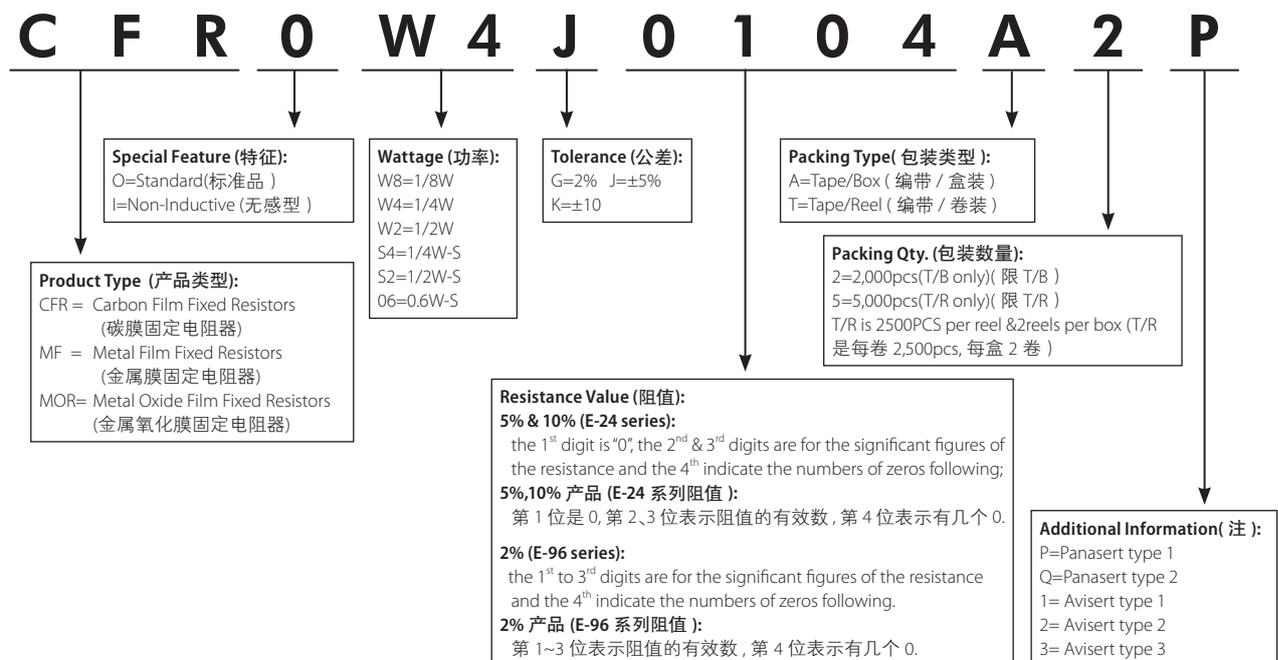 C F R 0 W 4 J 0 1 0 4 A 2 P
Special Feature (特征):
O=Standard(标准品 )
I=Non-Inductive (无感型 )
Wattage (功率):
W8=1/8W
W4=1/4W
W2=1/2W
S4=1/4W-S
S2=1/2W-S
06=0.6W-S
Tolerance (公差):
G=2% J=±5%
K=±10
Packing Type( 包装类型 ):
A=Tape/Box ( 编带 / 盒装 )
T=Tape/Reel ( 编带 / 卷装 )
Packing Qty. (包装数量):
2=2,000pcs(T/B only)( 限 T/B )
5=5,000pcs(T/R only)( 限 T/R )
T/R is 2500PCS per reel &2reels per box (T/R
是每卷 2,500pcs, 每盒 2 卷 )
Product Type (产品类型):
CFR = Carbon Film Fixed Resistors
(碳膜固定电阻器)
MF = Metal Film Fixed Resistors
(金属膜固定电阻器)
MOR= Metal Oxide Film Fixed Resistors
(金属氧化膜固定电阻器)
Resistance Value (阻值):
5% & 10% (E-24 series):
the 1st digit is “0”, the 2nd & 3rd digits are for the significant figures of
the resistance and the 4th indicate the numbers of zeros following;
5%,10% 产品 (E-24 系列阻值 ):
第 1 位是 0, 第 2、3 位表示阻值的有效数 , 第 4 位表示有几个 0.
2% (E-96 series):
the 1st to 3rd digits are for the significant figures of the resistance
and the 4th indicate the numbers of zeros following.
2% 产品 (E-96 系列阻值 ):
第 1~3 位表示阻值的有效数 , 第 4 位表示有几个 0.
Additional Information( 注 ):
P=Panasert type 1
Q=Panasert type 2
1= Avisert type 1
2= Avisert type 2
3= Avisert type 3